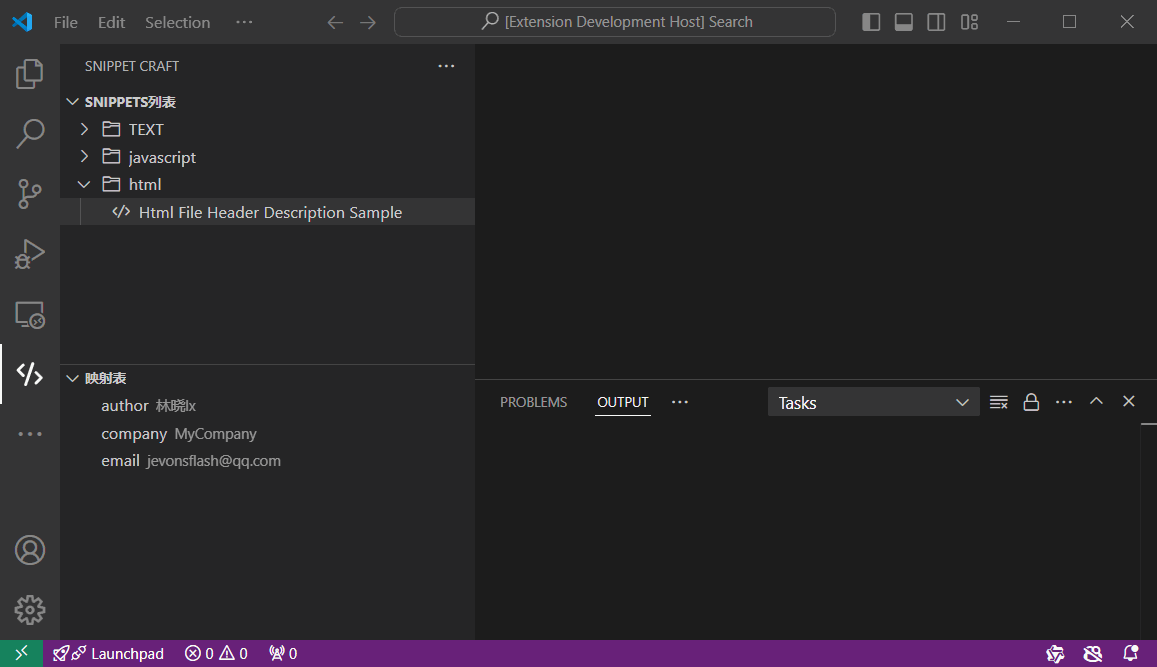 File Edit Selection ··· [Extension Development Host] Search
SNIPPET CRAFT
SNIPPETS列表
TEXT
javascript
html
Html File Header Description Sample
映射表
author 林晓lx
company MyCompany
email jevonsflash@qq.com
PROBLEMS OUTPUT ··· Tasks
Launchpad 0 0 0